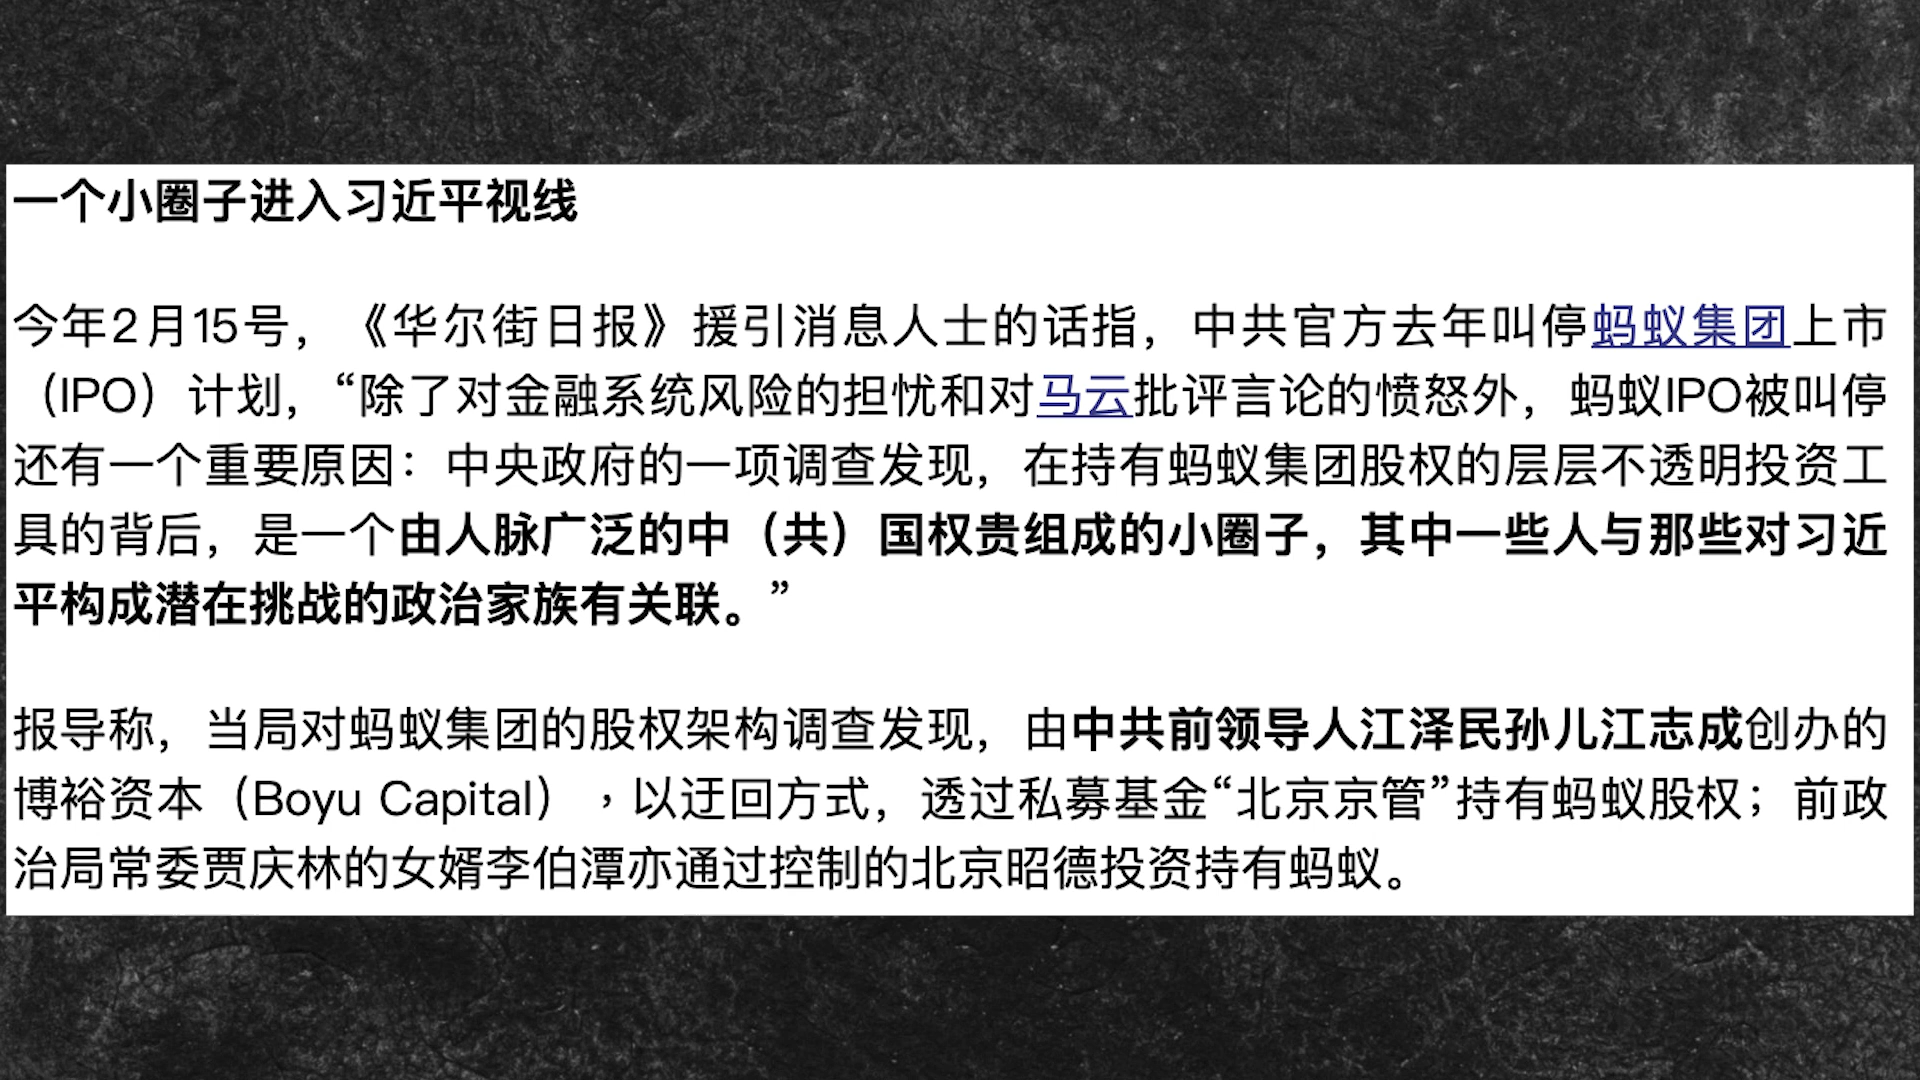 一个小圈子进入习近平视线
今年2月15号，《华尔街日报》援引消息人士的话指，中共官方去年叫停蚂蚁集团上市
（IPO）计划，“除了对金融系统风险的担忧和对马云批评言论的愤怒外，蚂蚁IPO被叫停
还有一个重要原因：中央政府的一项调查发现，在持有蚂蚁集团股权的层层不透明投资工
具的背后，是一个由人脉广泛的中（共）国权贵组成的小圈子，其中一些人与那些对习近
平构成潜在挑战的政治家族有关联。”
报导称，当局对蚂蚁集团的股权架构调查发现，由中共前领导人江泽民孙儿江志成创办的
博裕资本（Boyu Capital），以迂回方式，透过私募基金“北京京管”持有蚂蚁股权；前政
治局常委贾庆林的女婿李伯潭亦通过控制的北京昭德投资持有蚂蚁。